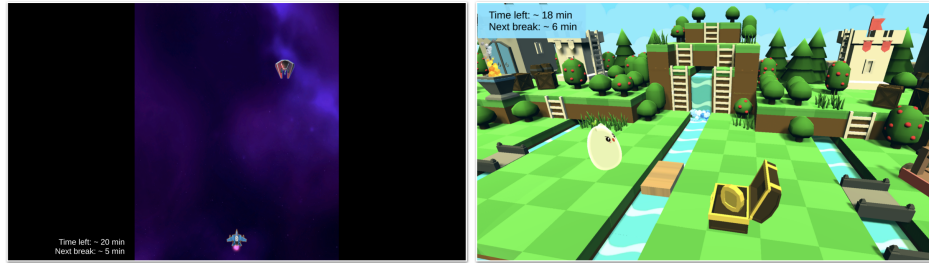 Time left: ~ 20 min
Next break: ~ 5 min
Time left: ~ 18 min
Next break: ~ 6 min